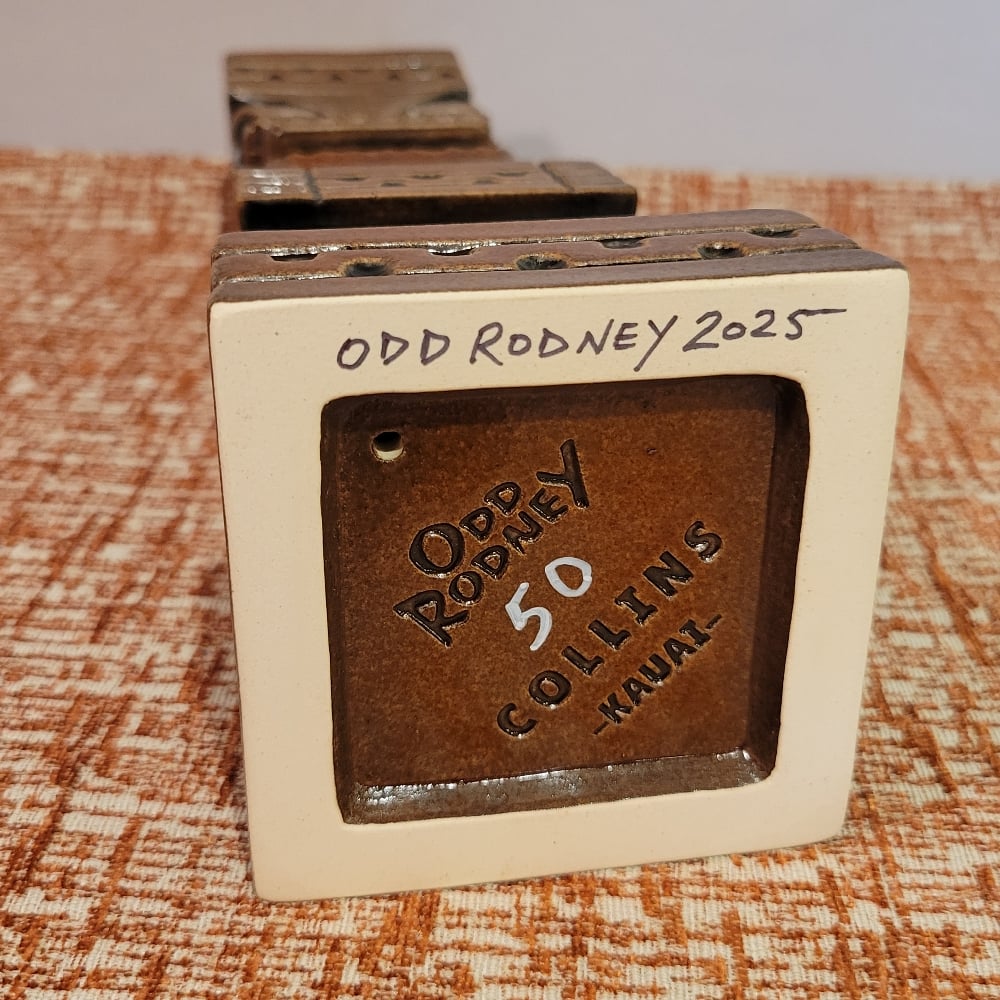 ODD RODNEY 2025
ODD
RODNEY
50
COLLINS
-KAUAI-